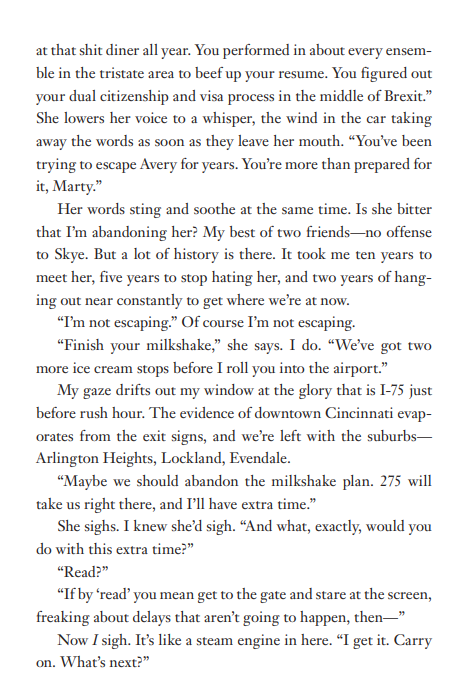 at that shit diner all year. You performed in about every ensem-
ble in the tristate area to beef up your resume. You figured out
your dual citizenship and visa process in the middle of Brexit.”
She lowers her voice to a whisper, the wind in the car taking
away the words as soon as they leave her mouth. “You’ve been
trying to escape Avery for years. You’re more than prepared for
it, Marty.”
Her words sting and soothe at the same time. Is she bitter
that I’m abandoning her? My best of two friends—no offense
to Skye. But a lot of history is there. It took me ten years to
meet her, five years to stop hating her, and two years of hang-
ing out near constantly to get where we’re at now.
“I’m not escaping.” Of course I’m not escaping.
“Finish your milkshake,” she says. I do. “We’ve got two
more ice cream stops before I roll you into the airport.”
My gaze drifts out my window at the glory that is I-75 just
before rush hour. The evidence of downtown Cincinnati evap-
orates from the exit signs, and we’re left with the suburbs—
Arlington Heights, Lockland, Evendale.
“Maybe we should abandon the milkshake plan. 275 will
take us right there, and I’ll have extra time.”
She sighs. I knew she’d sigh. “And what, exactly, would you
do with this extra time?”
“Read?”
“If by ‘read’ you mean get to the gate and stare at the screen,
freaking about delays that aren’t going to happen, then—”
Now I sigh. It’s like a steam engine in here. “I get it. Carry
on. What’s next?”